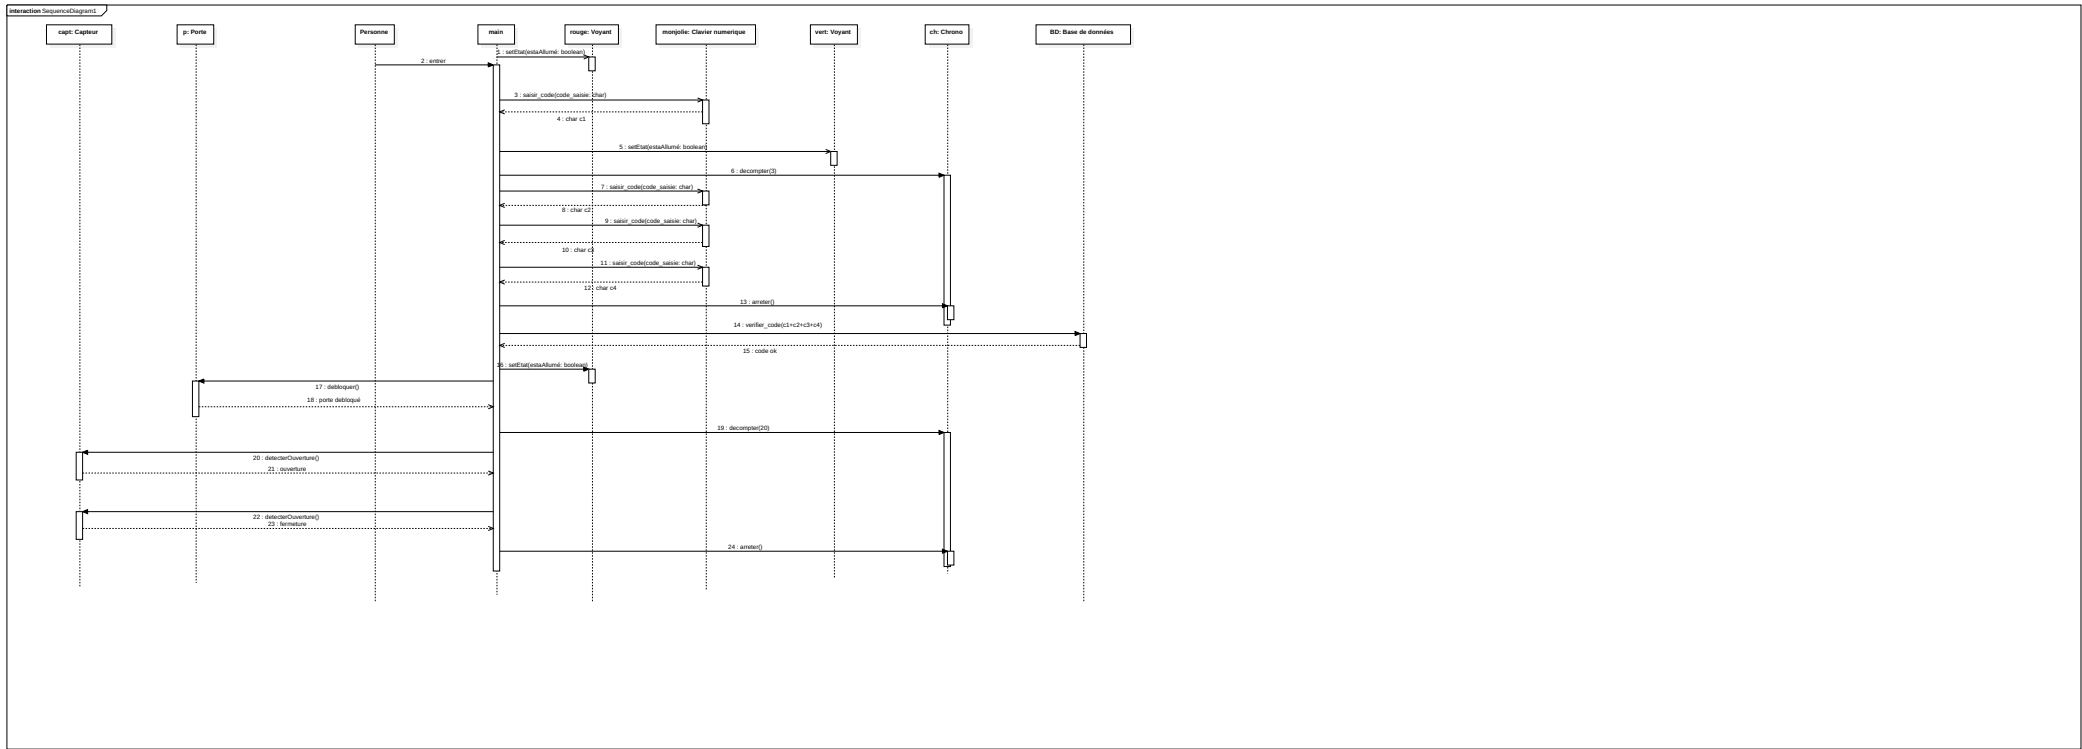 interaction SequenceDiagram1
capt: Capteur
p: Porte
Personne
main
rouge: Voyant
monjolie: Clavier numerique
vert: Voyant
ch: Chrono
BD: Base de données
1 : setEtat(estaAllumé: boolean)
2 : entrer
3 : saisir_code(code_saisie: char)
4 : char c1
5 : setEtat(estaAllumé: boolean)
6 : decompter(3)
7 : saisir_code(code_saisie: char)
8 : char c2
9 : saisir_code(code_saisie: char)
10 : char c3
11 : saisir_code(code_saisie: char)
12 : char c4
13 : arreter()
14 : verifier_code(c1+c2+c3+c4)
15 : code ok
16 : setEtat(estaAllumé: boolean)
17 : debloquer()
18 : porte debloqué
19 : decompter(20)
20 : detecterOuverture()
21 : ouverture
22 : detecterOuverture()
23 : fermeture
24 : arreter()